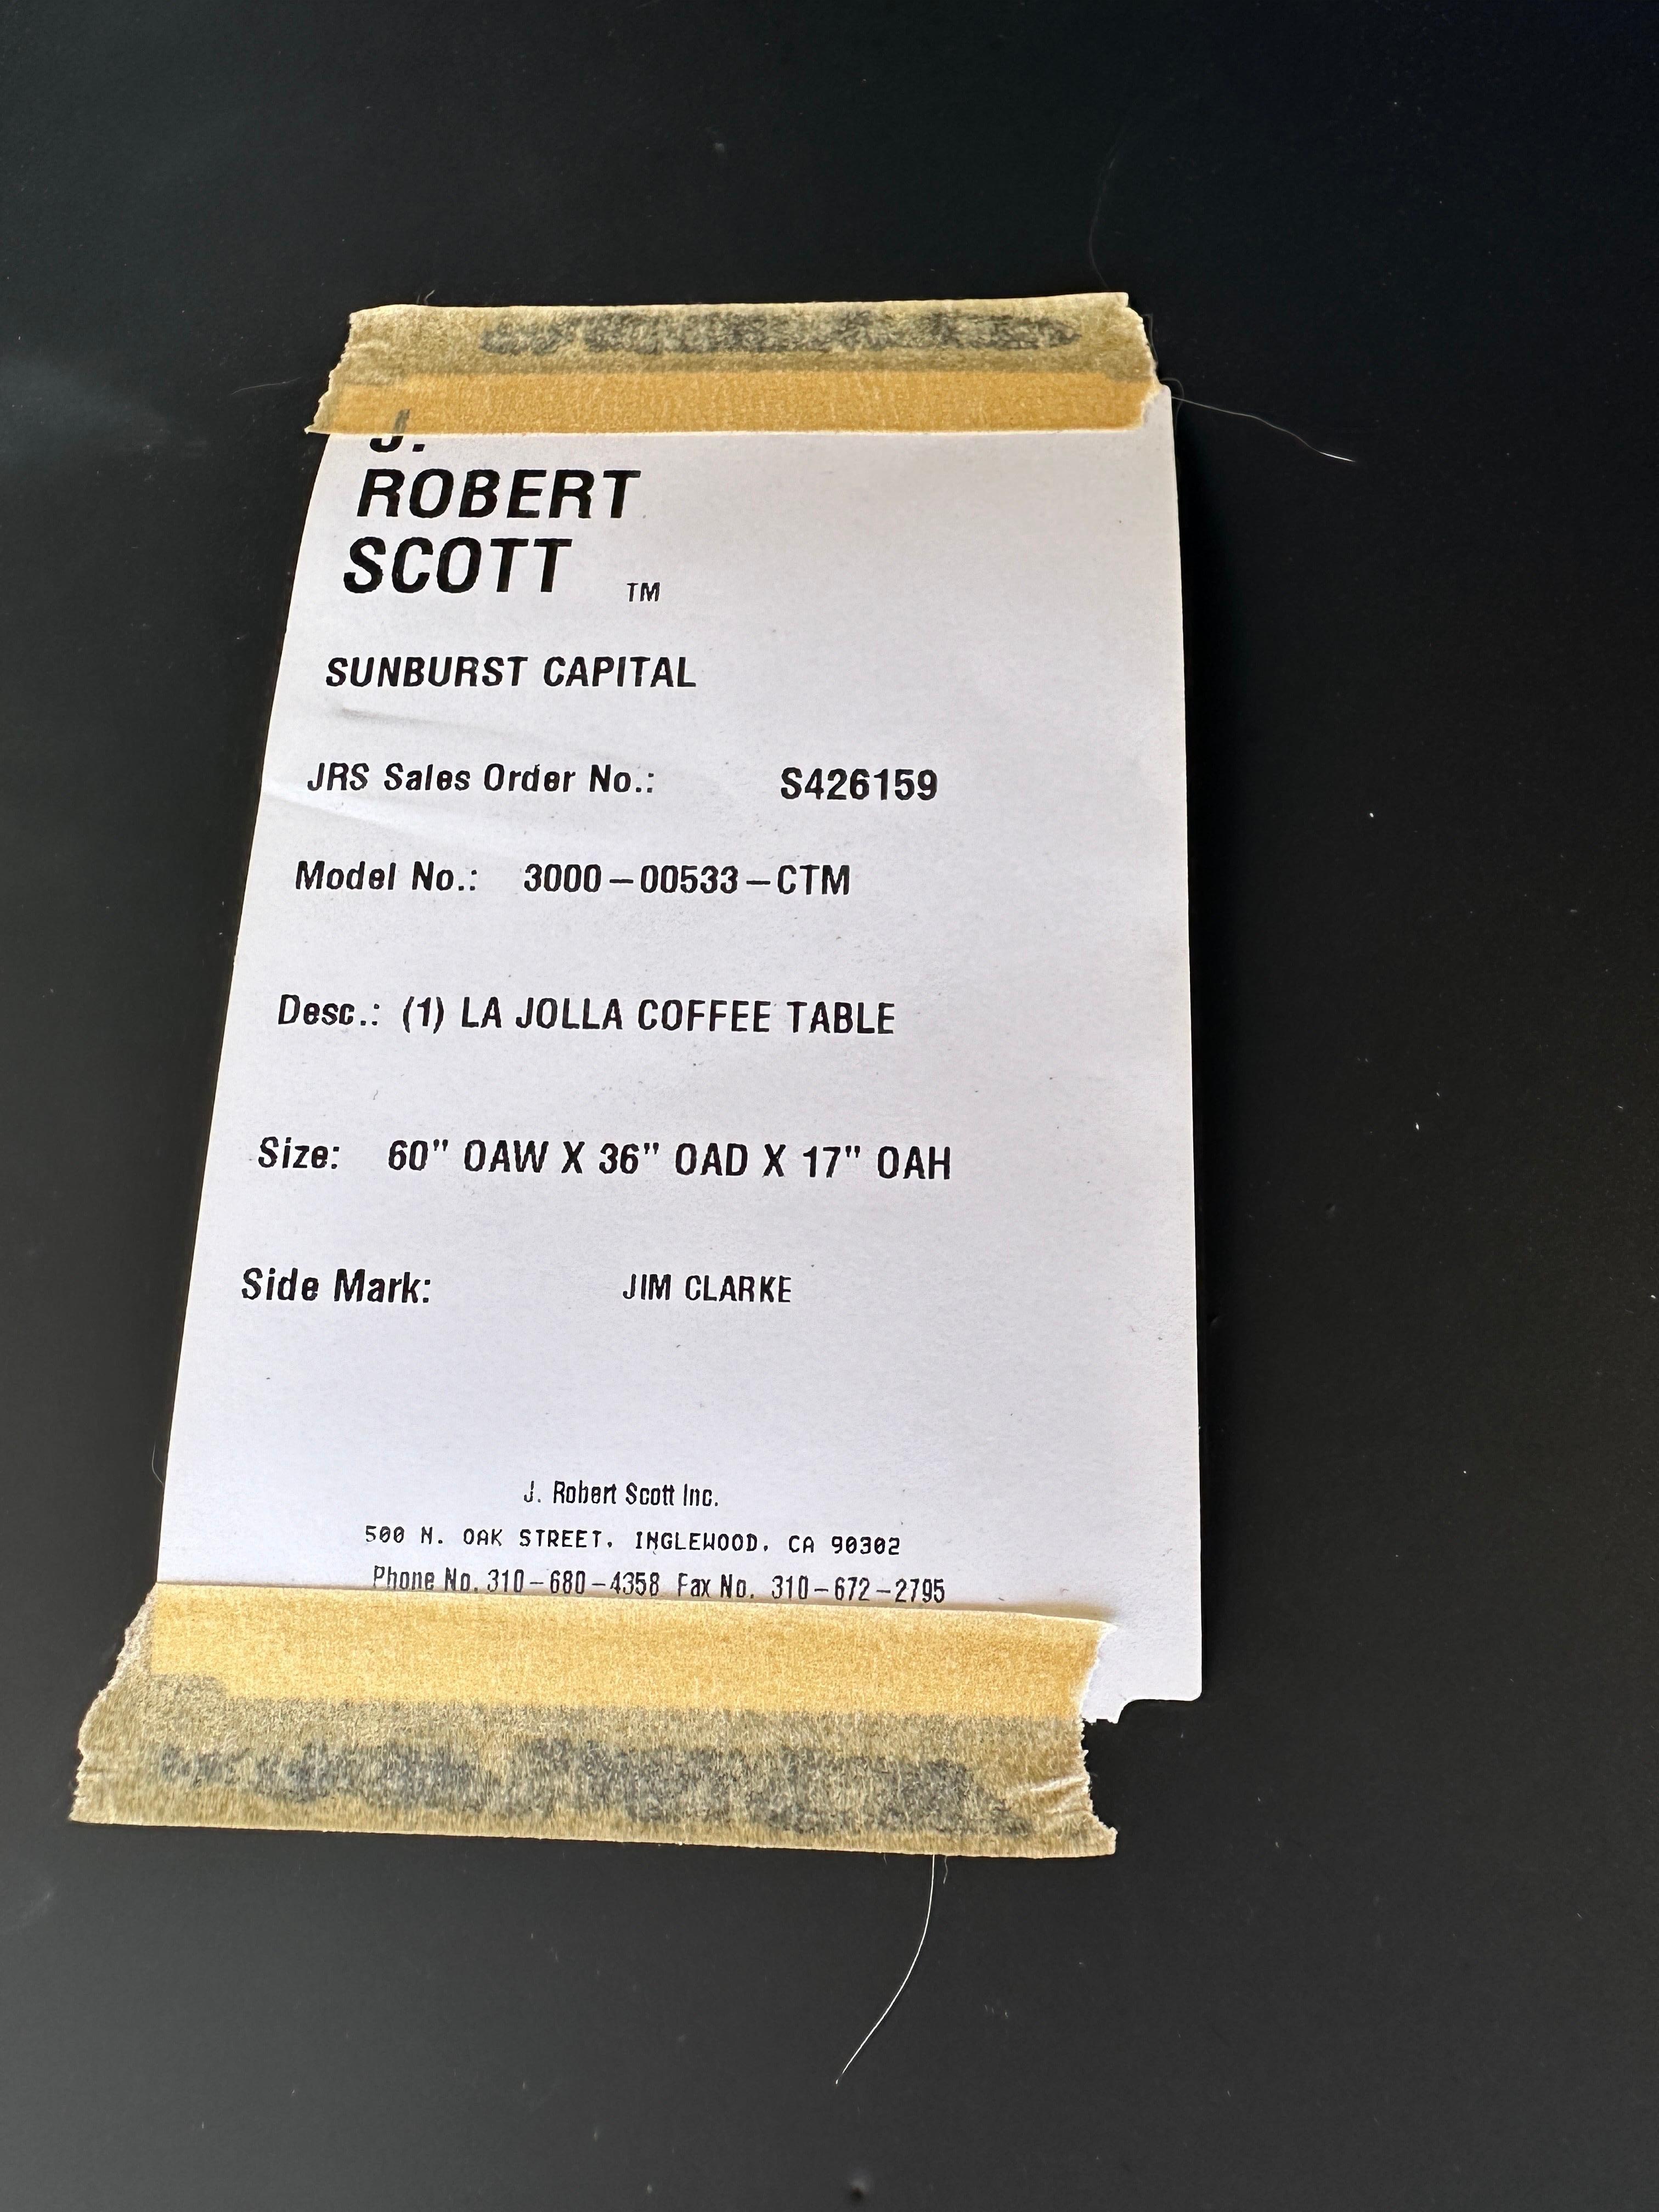 J.
ROBERT
SCOTT TM
SUNBURST CAPITAL
JRS Sales Order No.: S426159
Model No.: 3000-00533-CTM
Desc.: (1) LA JOLLA COFFEE TABLE
Size: 60" OAW X 36" OAD X 17" OAH
Side Mark: JIM CLARKE
J. Robert Scott Inc.
500 N. OAK STREET, INGLEWOOD, CA 90302
Phone No. 310-680-4358 Fax No. 310-672-2795